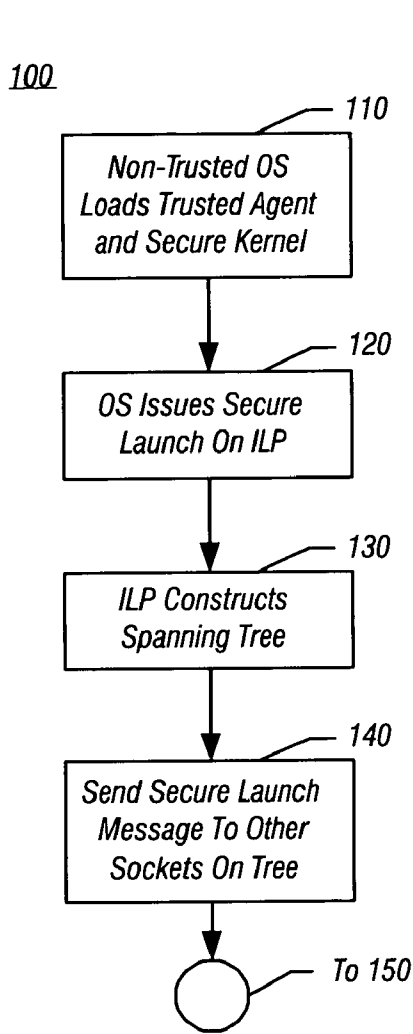 100
110
Non-Trusted OS
Loads Trusted Agent
and Secure Kernel
120
OS Issues Secure
Launch On ILP
130
ILP Constructs
Spanning Tree
140
Send Secure Launch
Message To Other
Sockets On Tree
To 150